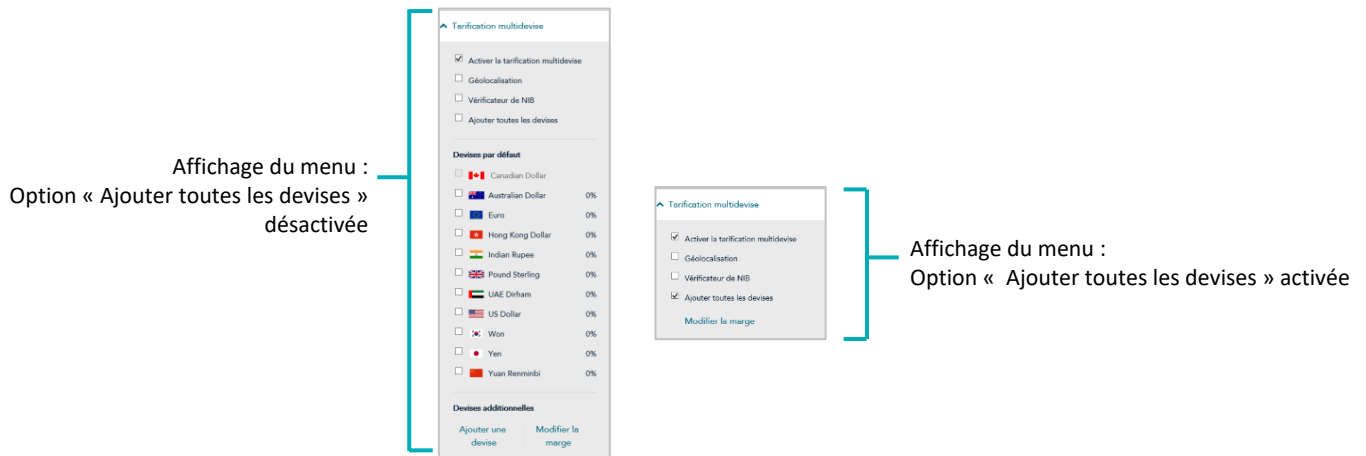 Affichage du menu :
Option « Ajouter toutes les devises »
désactivée
Tarification multidevise
Activer la tarification multidevise
Géolocalisation
Vérificateur de NIB
Ajouter toutes les devises
Devises par défaut
Canadian Dollar
Australian Dollar 0%
Euro 0%
Hong Kong Dollar 0%
Indian Rupee 0%
Pound Sterling 0%
UAE Dirham 0%
US Dollar 0%
Won 0%
Yen 0%
Yuan Renminbi 0%
Devises additionnelles
Ajouter une Modifier la
devise marge
Tarification multidevise
Activer la tarification multidevise
Géolocalisation
Vérificateur de NIB
Ajouter toutes les devises
Modifier la marge
Affichage du menu :
Option «  Ajouter toutes les devises » activée